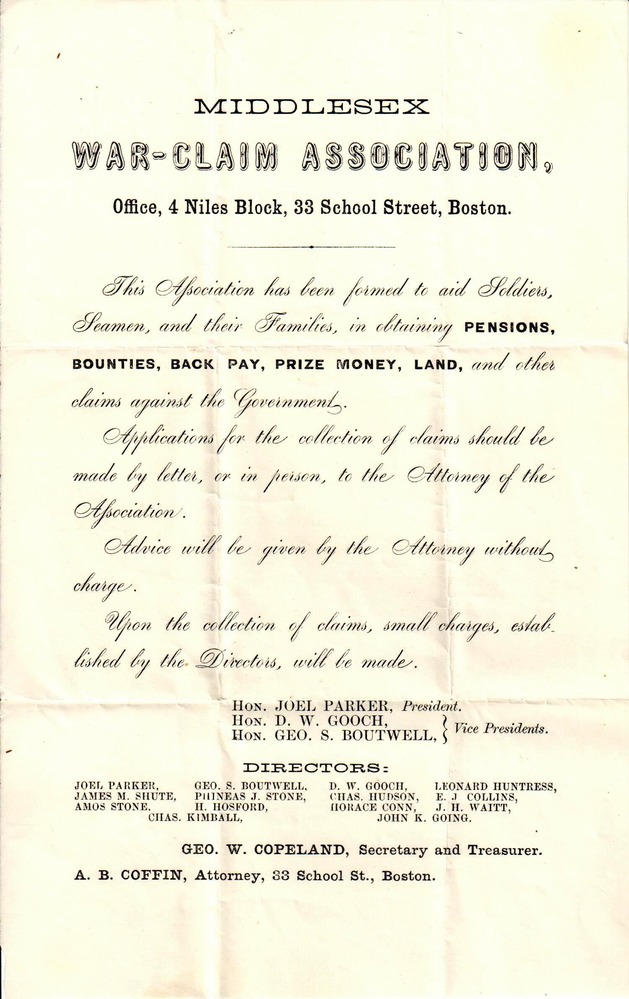 MIDDLESEX
WAR-CLAIM ASSOCIATION,
Office, 4 Niles Block, 33 School Street, Boston.
This Association has been formed to aid Soldiers,
Seamen, and their Families, in obtaining PENSIONS,
BOUNTIES, BACK PAY, PRIZE MONEY, LAND, and other
claims against the Government.
Applications for the collection of claims should be
made by letter, or in person, to the Attorney of the
Association.
Advice will be given by the Attorney without
charge.
Upon the collection of claims, small charges, estab-
lished by the Directors, will be made.
HON. JOEL PARKER, President.
HON. D. W. GOOCH,
HON. GEO. S. BOUTWELL, } Vice Presidents.
DIRECTORS:
JOEL PARKER, GEO. S. BOUTWELL, D. W. GOOCH, LEONARD HUNTRESS,
JAMES M. SHUTE, PHINEAS J. STONE, CHAS. HUDSON, E. J COLLINS,
AMOS STONE, H. HOSFORD, HORACE CONN, J. H. WAITT,
CHAS. KIMBALL, JOHN K. GOING.
GEO. W. COPELAND, Secretary and Treasurer.
A. B. COFFIN, Attorney, 33 School St., Boston.